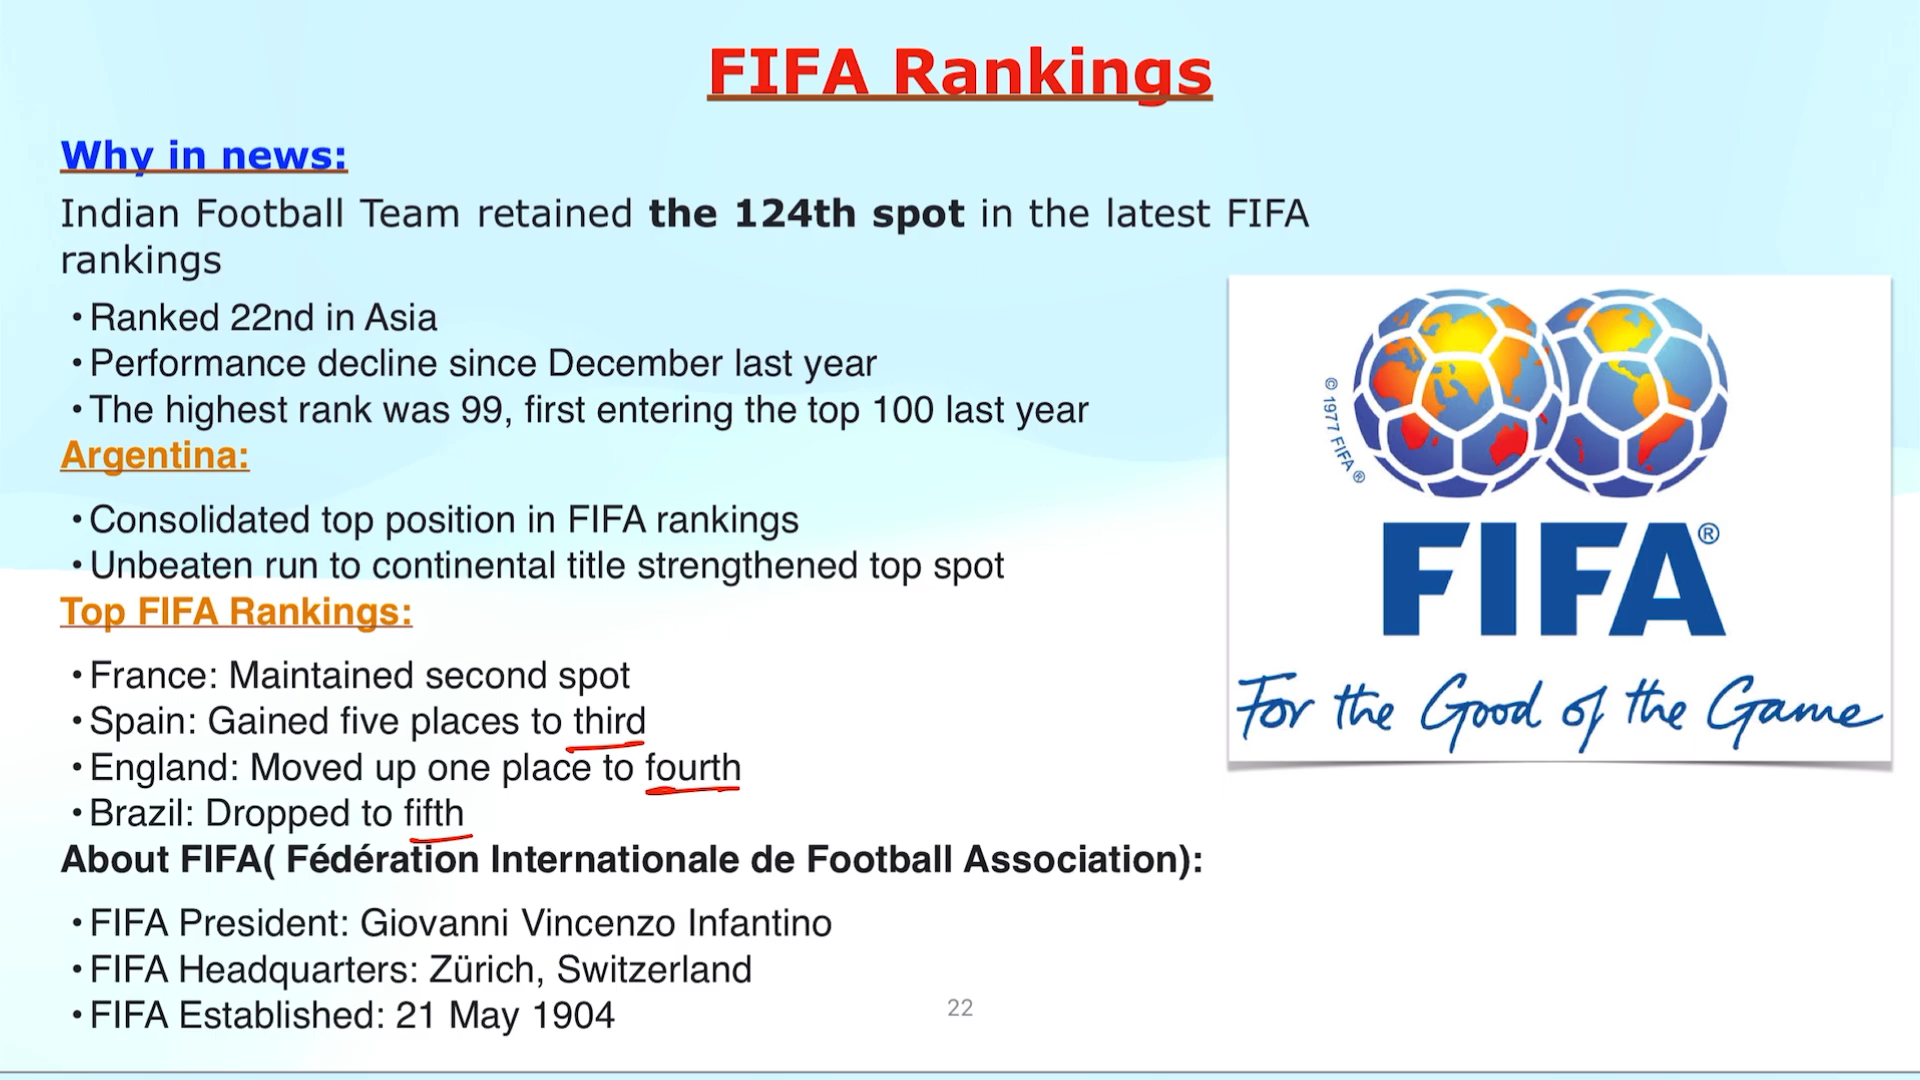 FIFA Rankings
Why in news:
Indian Football Team retained the 124th spot in the latest FIFA
rankings
•Ranked 22nd in Asia
•Performance decline since December last year
•The highest rank was 99, first entering the top 100 last year
Argentina:
•Consolidated top position in FIFA rankings
•Unbeaten run to continental title strengthened top spot
Top FIFA Rankings:
•France: Maintained second spot
•Spain: Gained five places to third
•England: Moved up one place to fourth
•Brazil: Dropped to fifth
About FIFA( Fédération Internationale de Football Association):
•FIFA President: Giovanni Vincenzo Infantino
•FIFA Headquarters: Zürich, Switzerland
•FIFA Established: 21 May 1904
© 1977 FIFA ®
FIFA®
For the Good of the Game
22